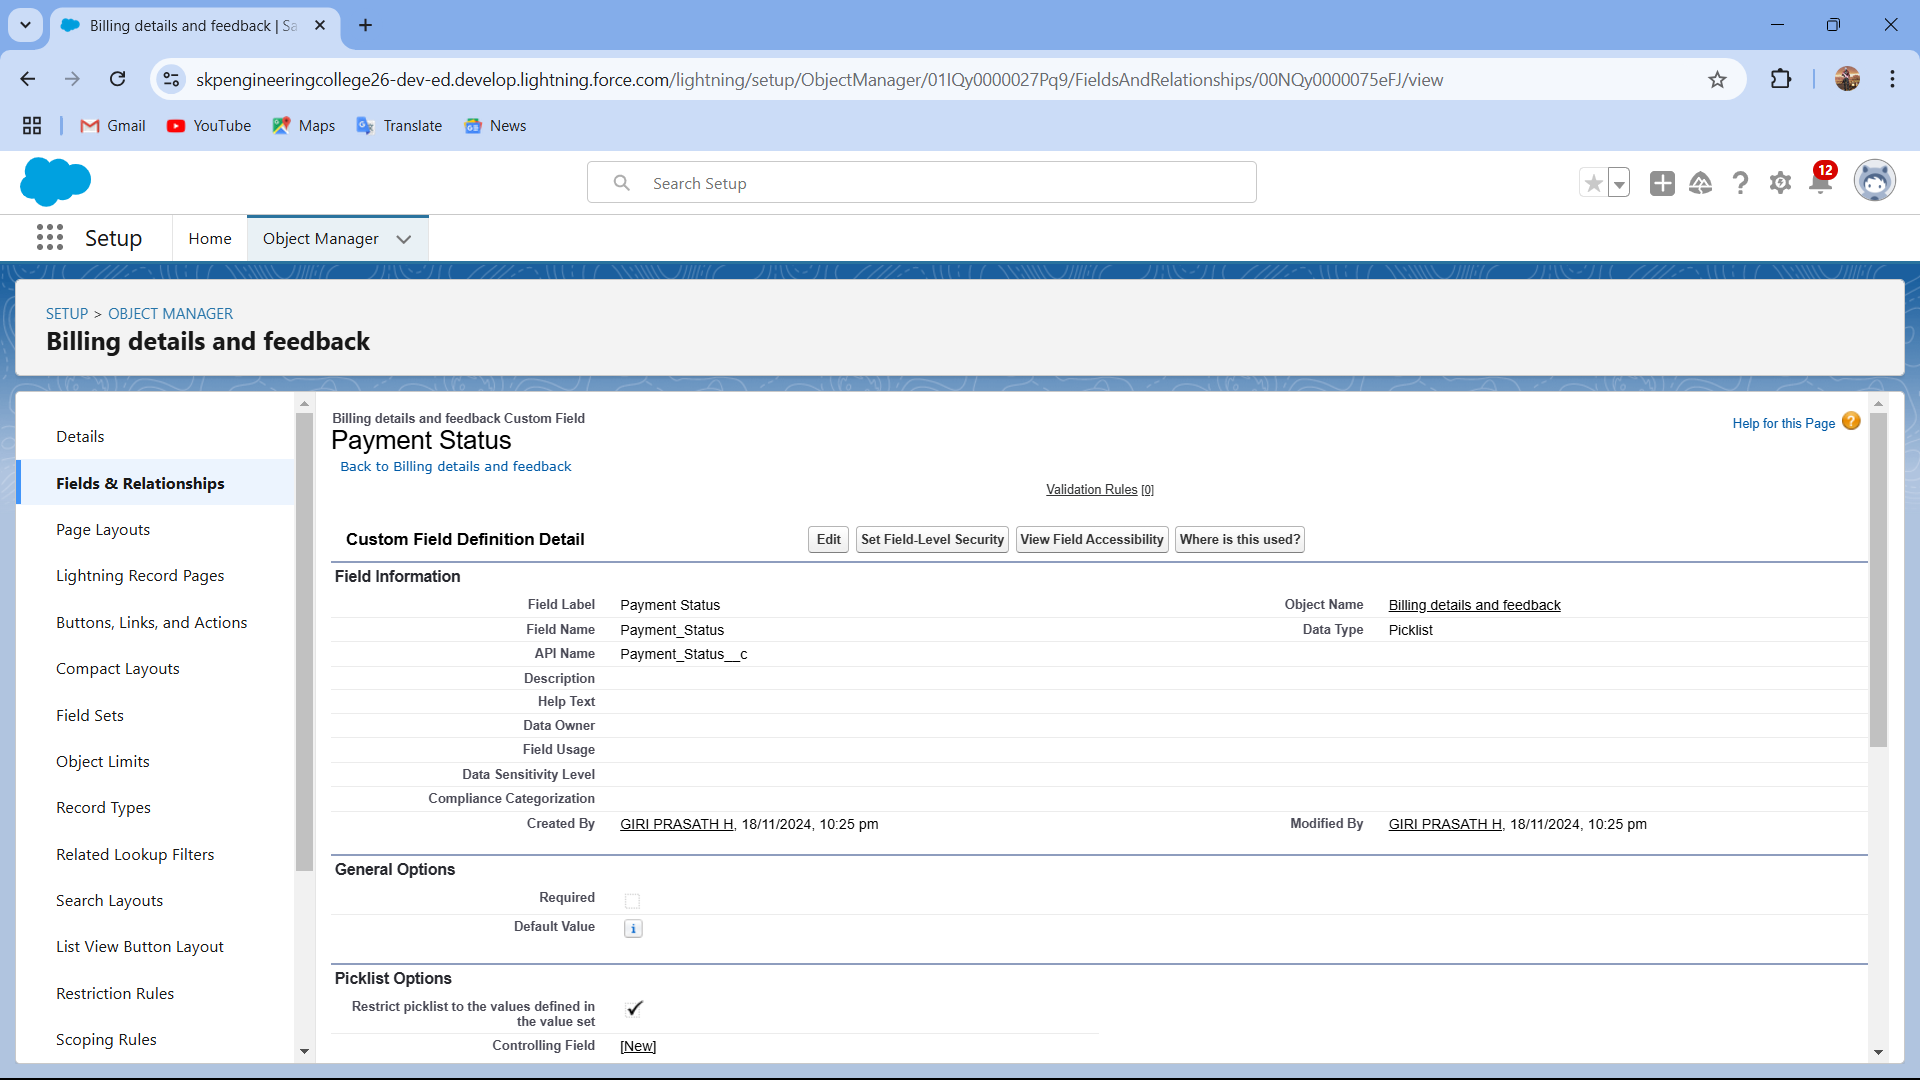 Billing details and feedback | Sa
skpengineeringcollege26-dev-ed.develop.lightning.force.com/lightning/setup/ObjectManager/01IQy0000027Pq9/FieldsAndRelationships/00NQy0000075eFJ/view
Gmail YouTube Maps Translate News
Search Setup
12
Setup Home Object Manager
SETUP > OBJECT MANAGER
Billing details and feedback
Details
Fields & Relationships
Page Layouts
Lightning Record Pages
Buttons, Links, and Actions
Compact Layouts
Field Sets
Object Limits
Record Types
Related Lookup Filters
Search Layouts
List View Button Layout
Restriction Rules
Scoping Rules
Billing details and feedback Custom Field
Payment Status
Back to Billing details and feedback
Help for this Page ?
Validation Rules [0]
Custom Field Definition Detail Edit Set Field-Level Security View Field Accessibility Where is this used?
Field Information
Field Label Payment Status Object Name Billing details and feedback
Field Name Payment_Status Data Type Picklist
API Name Payment_Status__c
Description
Help Text
Data Owner
Field Usage
Data Sensitivity Level
Compliance Categorization
Created By GIRI PRASATH H, 18/11/2024, 10:25 pm Modified By GIRI PRASATH H, 18/11/2024, 10:25 pm
General Options
Required
Default Value i
Picklist Options
Restrict picklist to the values defined in
the value set
Controlling Field [New]